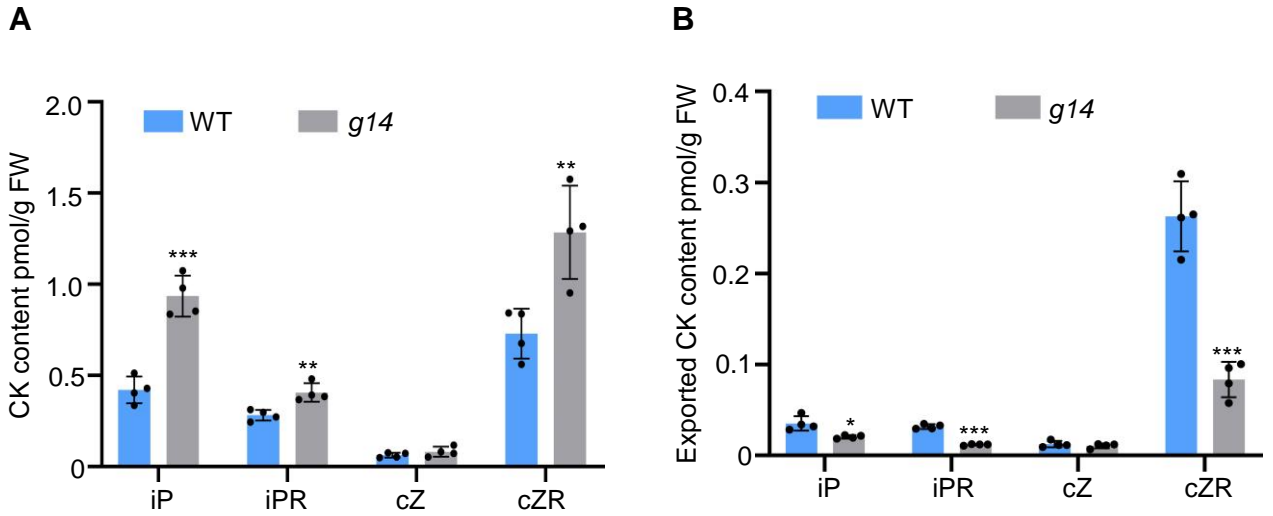 A
CK content pmol/g FW
2.0
1.5
1.0
0.5
0
WT
g14
***
**
**
iP
iPR
cZ
cZR
B
Exported CK content pmol/g FW
0.4
0.3
0.2
0.1
0
WT
g14
*
***
***
iP
iPR
cZ
cZR